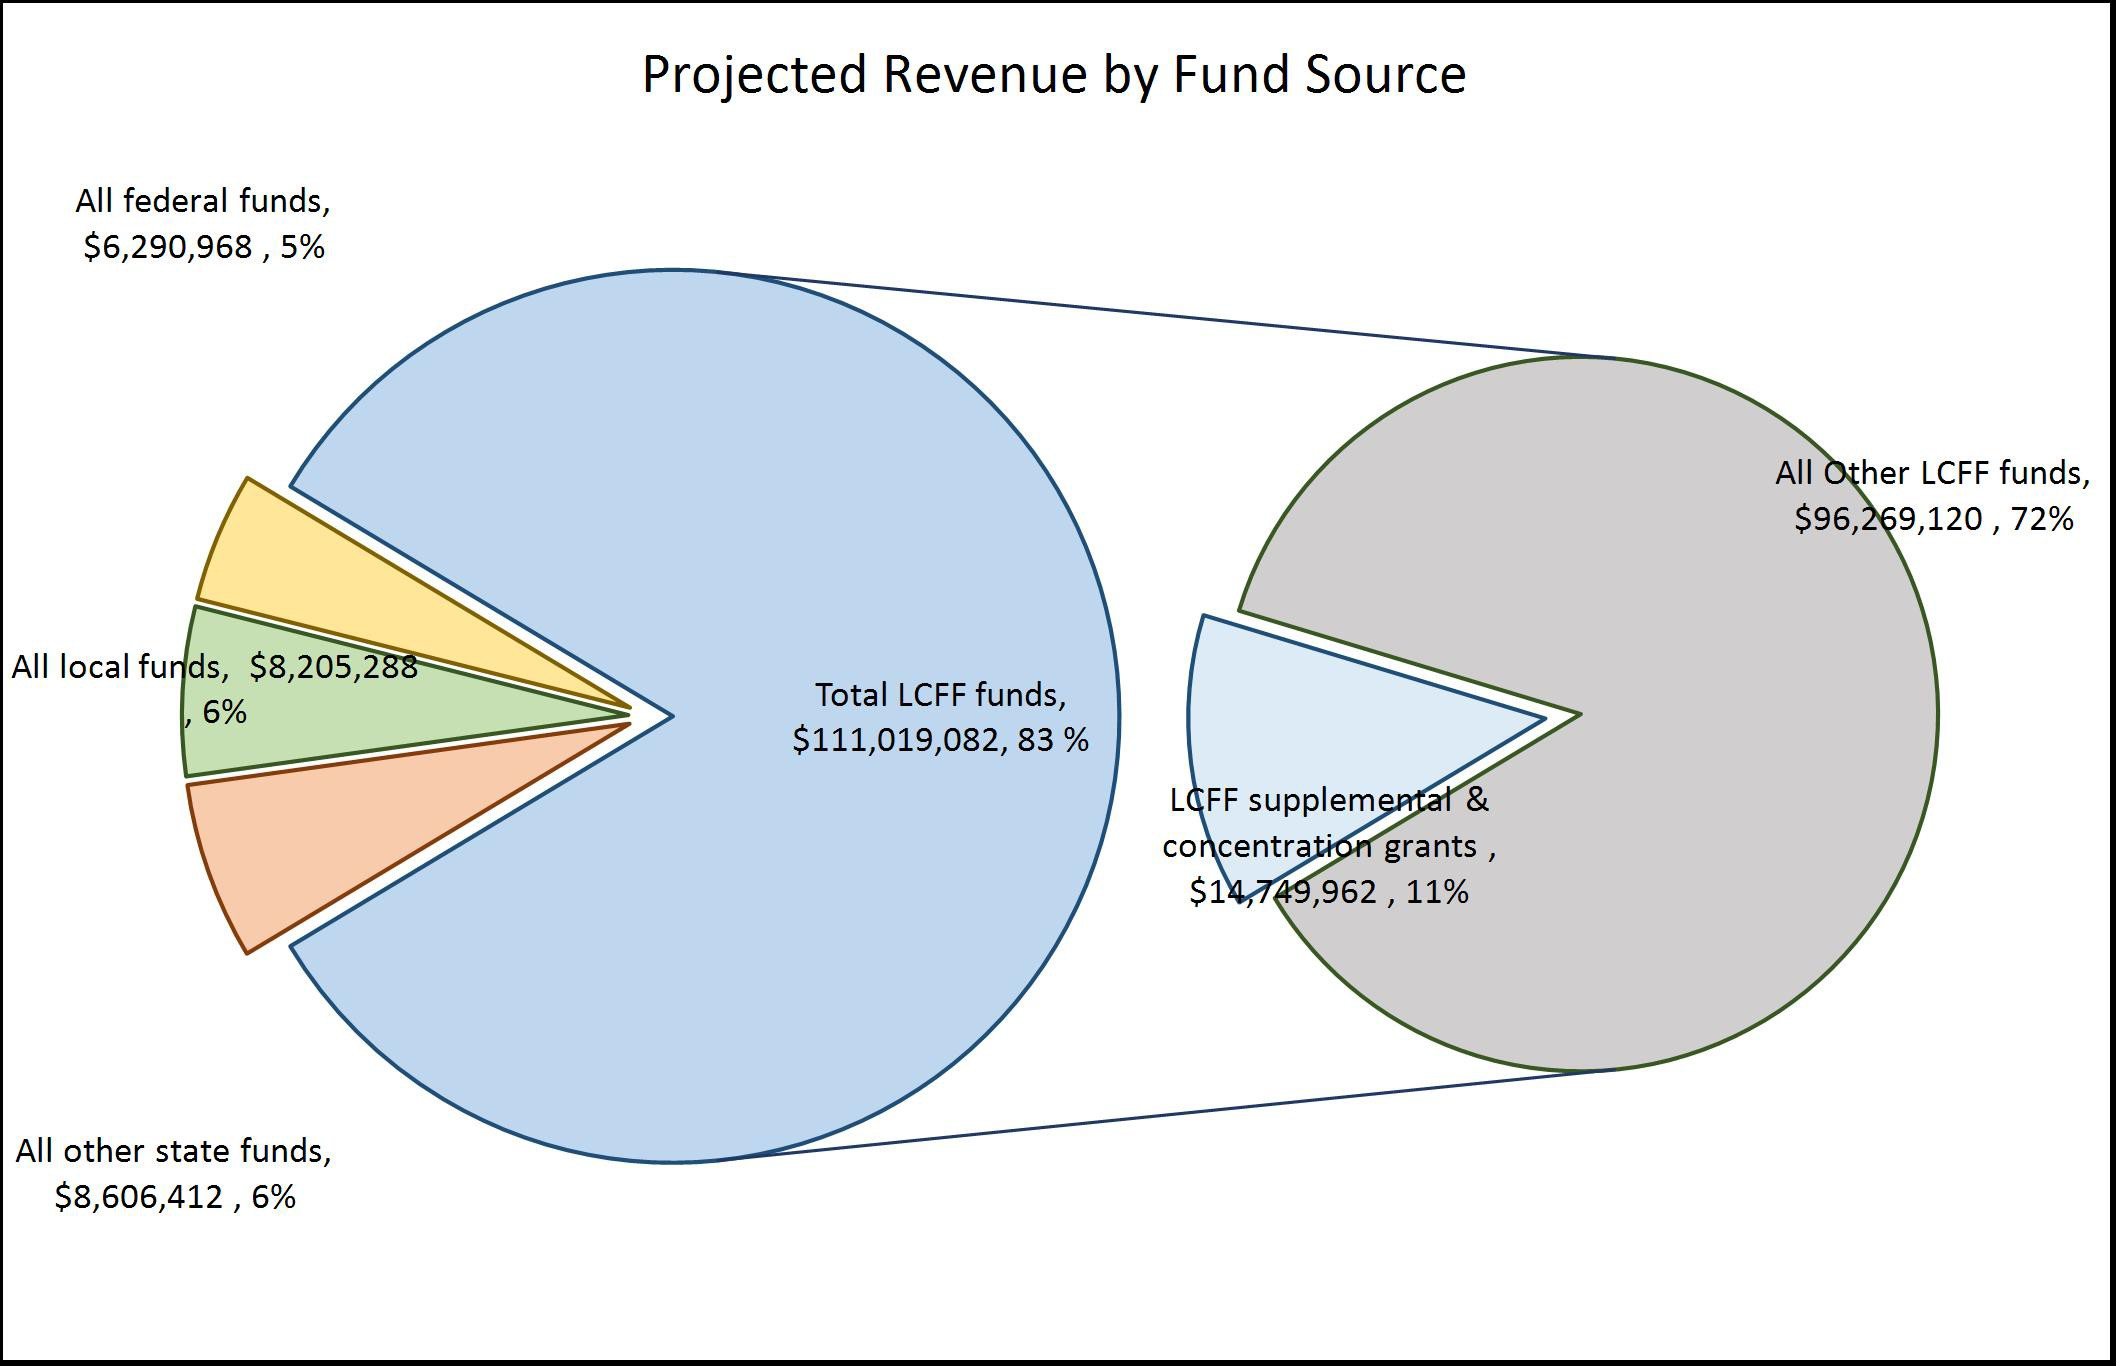 Projected Revenue by Fund Source
All federal funds,
$6,290,968 , 5%
All Other LCFF funds,
$96,269,120 , 72%
All local funds,  $8,205,288
, 6%
Total LCFF funds,
$111,019,082, 83 %
LCFF supplemental &
concentration grants ,
$14,749,962 , 11%
All other state funds,
$8,606,412 , 6%